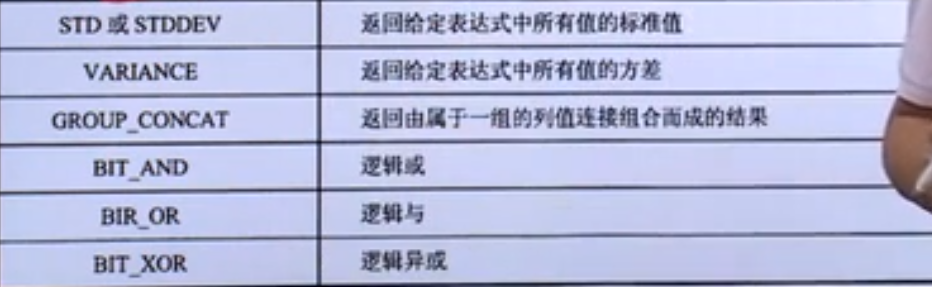 STD 或 STDDEV 返回给定表达式中所有值的标准值
VARIANCE 返回给定表达式中所有值的方差
GROUP_CONCAT 返回由属于一组的列值连接组合而成的结果
BIT_AND 逻辑或
BIR_OR 逻辑与
BIT_XOR 逻辑异或